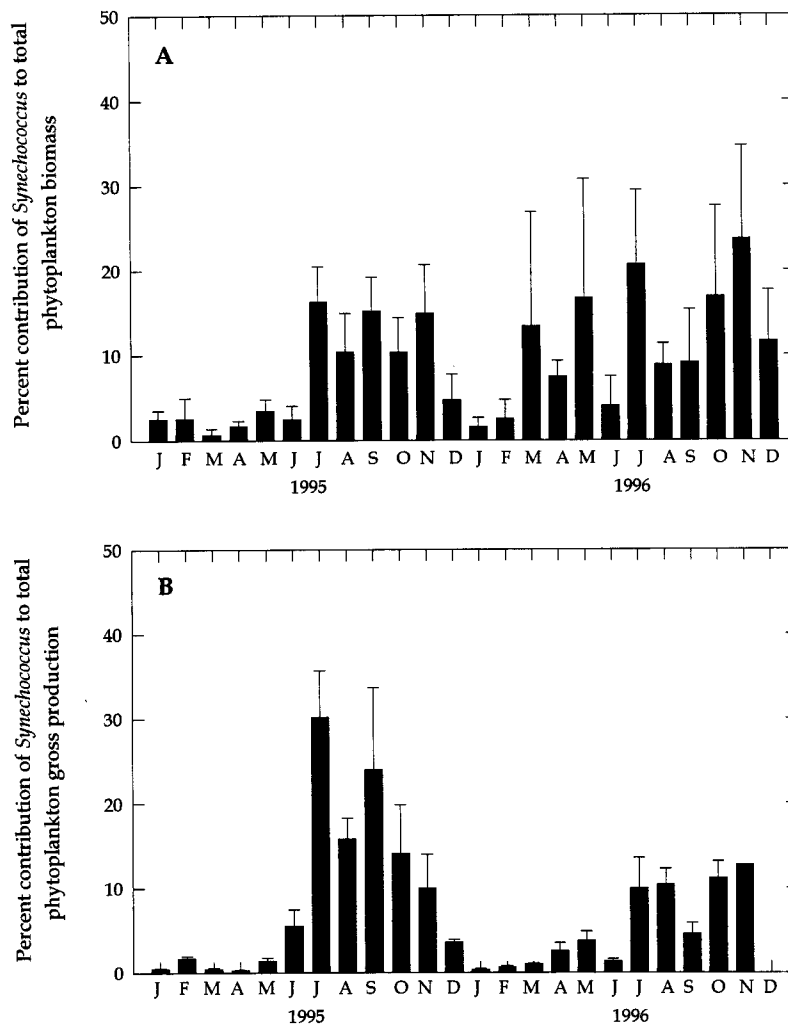 50
A
40
30
20
10
0
Percent contribution of Synechococcus to total
phytoplankton biomass
J F M A M J J A S O N D J F M A M J J A S O N D
1995 1996
50
B
40
30
20
10
0
Percent contribution of Synechococcus to total
phytoplankton gross production
J F M A M J J A S O N D J F M A M J J A S O N D
1995 1996